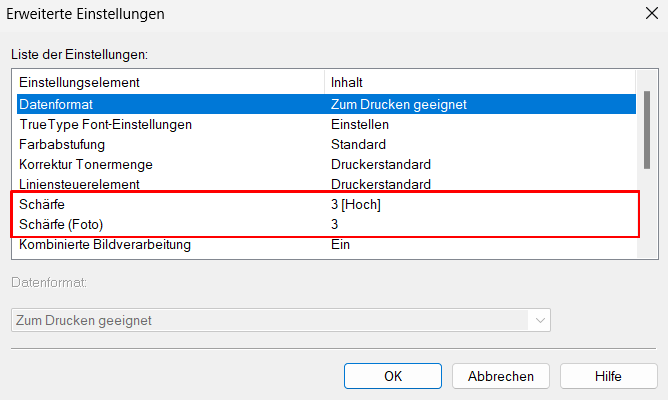 Erweiterte Einstellungen
Liste der Einstellungen:
Einstellungselement Inhalt
Datenformat Zum Drucken geeignet
TrueType Font-Einstellungen Einstellen
Farbabstufung Standard
Korrektur Tonermenge Druckerstandard
Liniensteuerelement Druckerstandard
Schärfe 3 [Hoch]
Schärfe (Foto) 3
Kombinierte Bildverarbeitung Ein
Datenformat:
Zum Drucken geeignet
OK Abbrechen Hilfe